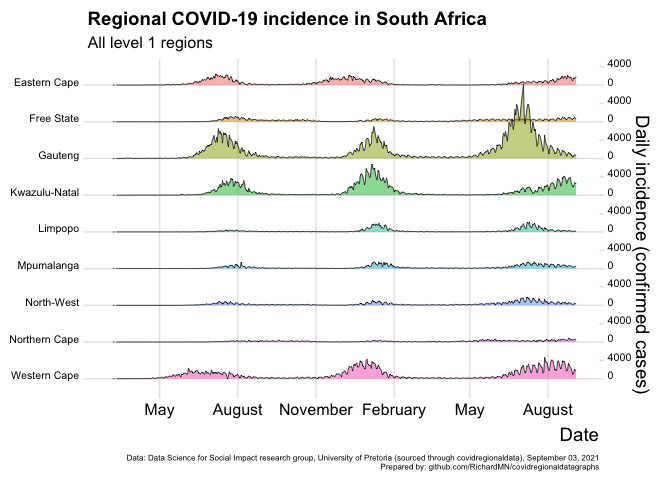 Regional COVID-19 incidence in South Africa
All level 1 regions
Eastern Cape
Free State
Gauteng
Kwazulu-Natal
Limpopo
Mpumalanga
North-West
Northern Cape
Western Cape
4000
0
4000
0
4000
0
4000
0
4000
0
4000
0
4000
0
4000
0
4000
0
Daily incidence (confirmed cases)
May August November February May August
Date
Data: Data Science for Social Impact research group, University of Pretoria (sourced through covidregionaldata), September 03, 2021
Prepared by: github.com/RichardMN/covidregionaldatagraphs